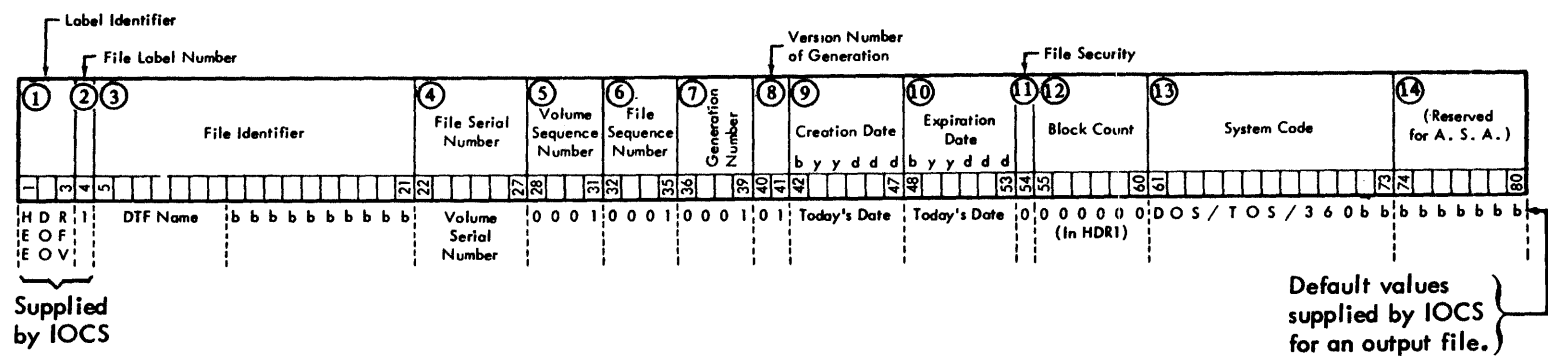 Label Identifier
File Label Number
Version Number
of Generation
File Security
1 2 3 4 5 6 7 8 9 10 11 12 13 14
File Identifier
File Serial
Number
Volume
Sequence
Number
File
Sequence
Number
Generation
Number
Creation Date
b y y d d d
Expiration
Date
b y y d d d
Block Count
System Code
(Reserved
for A. S. A.)
1 3 4 5 21 22 27 28 31 32 35 36 39 40 41 42 47 48 53 54 55 60 61 73 74 80
H D R 1 DTF Name b b b b b b b b b b Volume 0 0 0 1 0 0 0 1 0 0 0 1 0 1 Today's Date Today's Date 0 0 0 0 0 0 0 D O S / T O S / 3 6 0 b b b b b b b b b
E O F Serial (In HDR1)
E O V Number
Supplied
by IOCS
Default values
supplied by IOCS
for an output file.